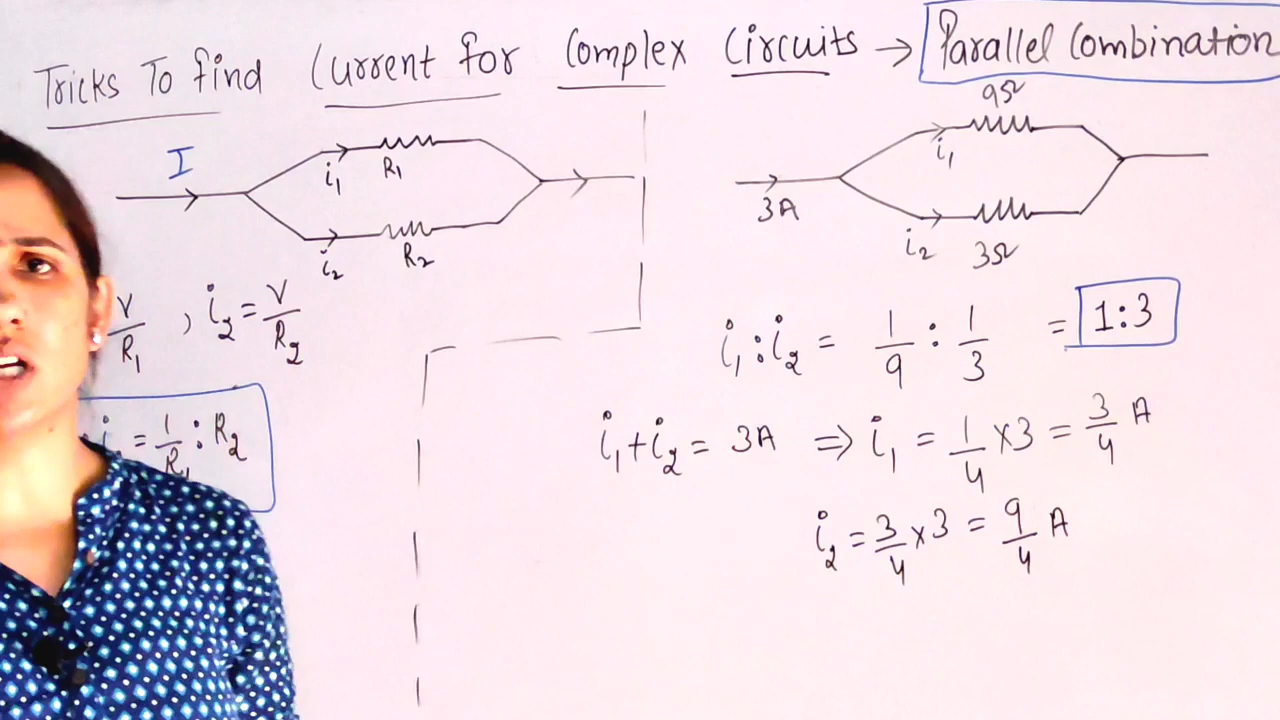 Tricks To find Current for Complex Circuits → Parallel Combination
I
i₁ R₁
i₂ R₂
V/R₁ , i₂ = V/R₂
i = 1/R₁ : R₂
9Ω
i₁
3A
i₂ 3Ω
i₁ : i₂ = 1/9 : 1/3 = 1:3
i₁ + i₂ = 3A ⇒ i₁ = 1/4 × 3 = 3/4 A
i₂ = 3/4 × 3 = 9/4 A